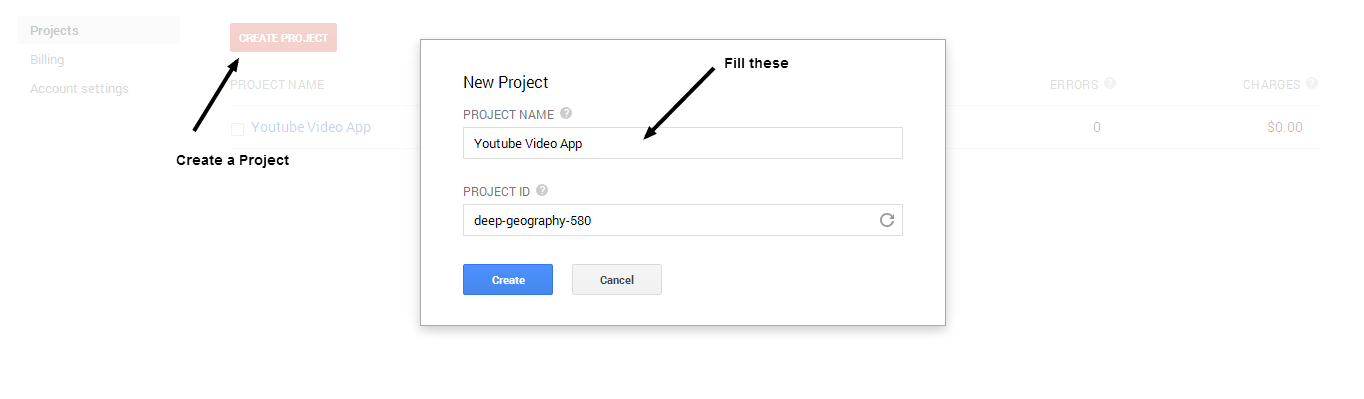 Projects
Billing
Account settings
CREATE PROJECT
PROJECT NAME
ERRORS
CHARGES
Youtube Video App
0
$0.00
Create a Project
Fill these
New Project
PROJECT NAME
Youtube Video App
PROJECT ID
deep-geography-580
Create
Cancel